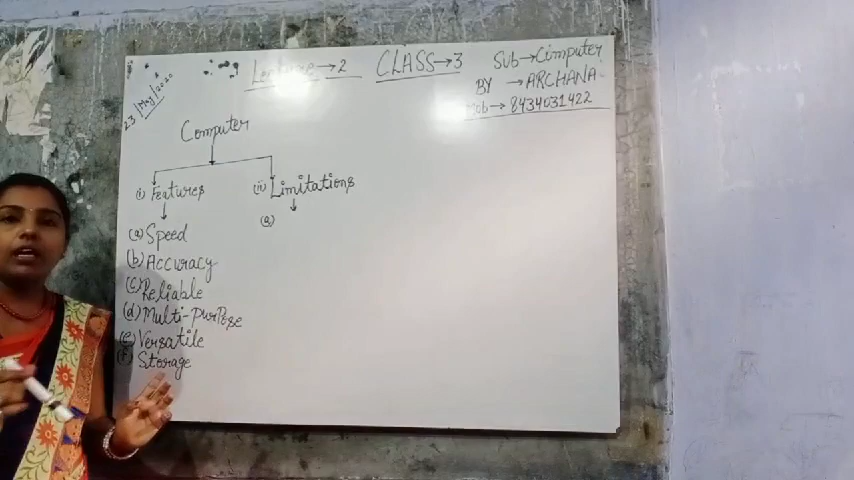 23/May/2020
Lecture→2 CLASS→3 Sub→Cimputer
BY →ARCHANA
Mob→8434031422
Computer
(i) Features
(ii) Limitations
(a) Speed
(b) Accuracy
(c) Reliable
(d) Multi-purpose
(e) Versatile
(f) Storage
(a)